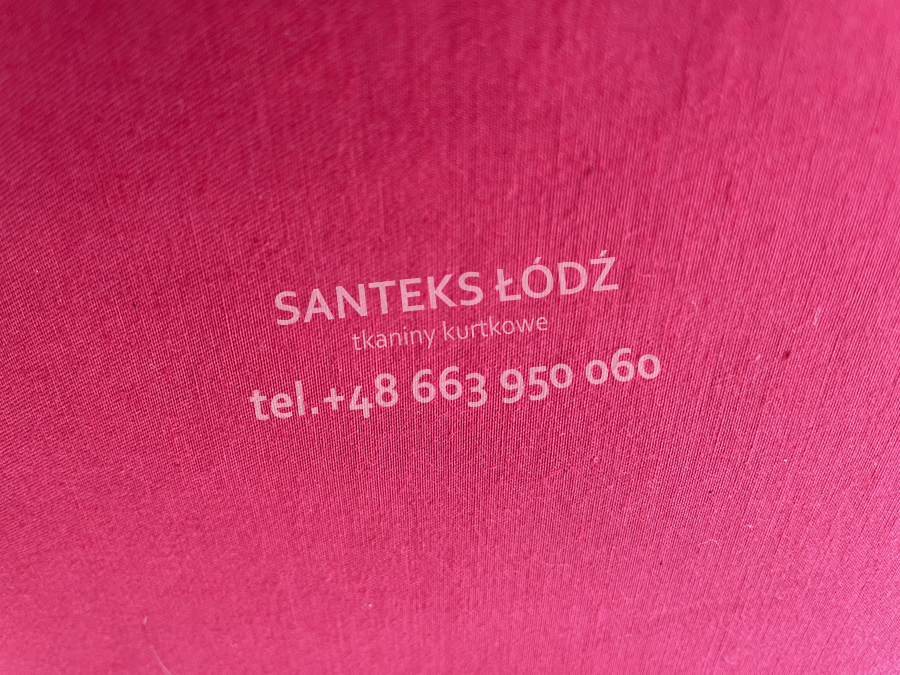 SANTEKS ŁÓDŹ
tkaniny kurtkowe
tel.+48 663 950 060